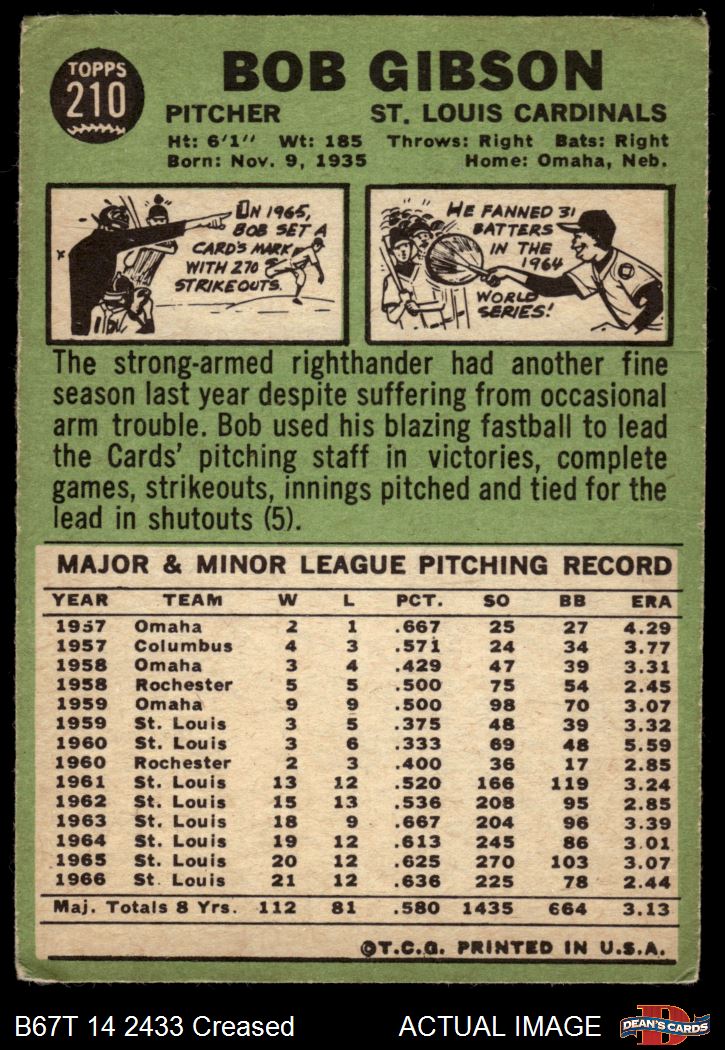 TOPPS
210
BOB GIBSON
PITCHER ST. LOUIS CARDINALS
Ht: 6'1" Wt: 185 Throws: Right Bats: Right
Born: Nov. 9, 1935 Home: Omaha, Neb.
IN 1965,
BOB SET A
CARD'S MARK
WITH 270
STRIKEOUTS.
HE FANNED 31
BATTERS
IN THE
1964
WORLD
SERIES!
The strong-armed righthander had another fine
season last year despite suffering from occasional
arm trouble. Bob used his blazing fastball to lead
the Cards' pitching staff in victories, complete
games, strikeouts, innings pitched and tied for the
lead in shutouts (5).
MAJOR & MINOR LEAGUE PITCHING RECORD
YEAR TEAM W L PCT. SO BB ERA
1957 Omaha 2 1 .667 25 27 4.29
1957 Columbus 4 3 .571 24 34 3.77
1958 Omaha 3 4 .429 47 39 3.31
1958 Rochester 5 5 .500 75 54 2.45
1959 Omaha 9 9 .500 98 70 3.07
1959 St. Louis 3 5 .375 48 39 3.32
1960 St. Louis 3 6 .333 69 48 5.59
1960 Rochester 2 3 .400 36 17 2.85
1961 St. Louis 13 12 .520 166 119 3.24
1962 St. Louis 15 13 .536 208 95 2.85
1963 St. Louis 18 9 .667 204 96 3.39
1964 St. Louis 19 12 .613 245 86 3.01
1965 St. Louis 20 12 .625 270 103 3.07
1966 St. Louis 21 12 .636 225 78 2.44
Maj. Totals 8 Yrs. 112 81 .580 1435 664 3.13
©T.C.G. PRINTED IN U.S.A.
B67T 14 2433 Creased ACTUAL IMAGE
DEAN'S CARDS